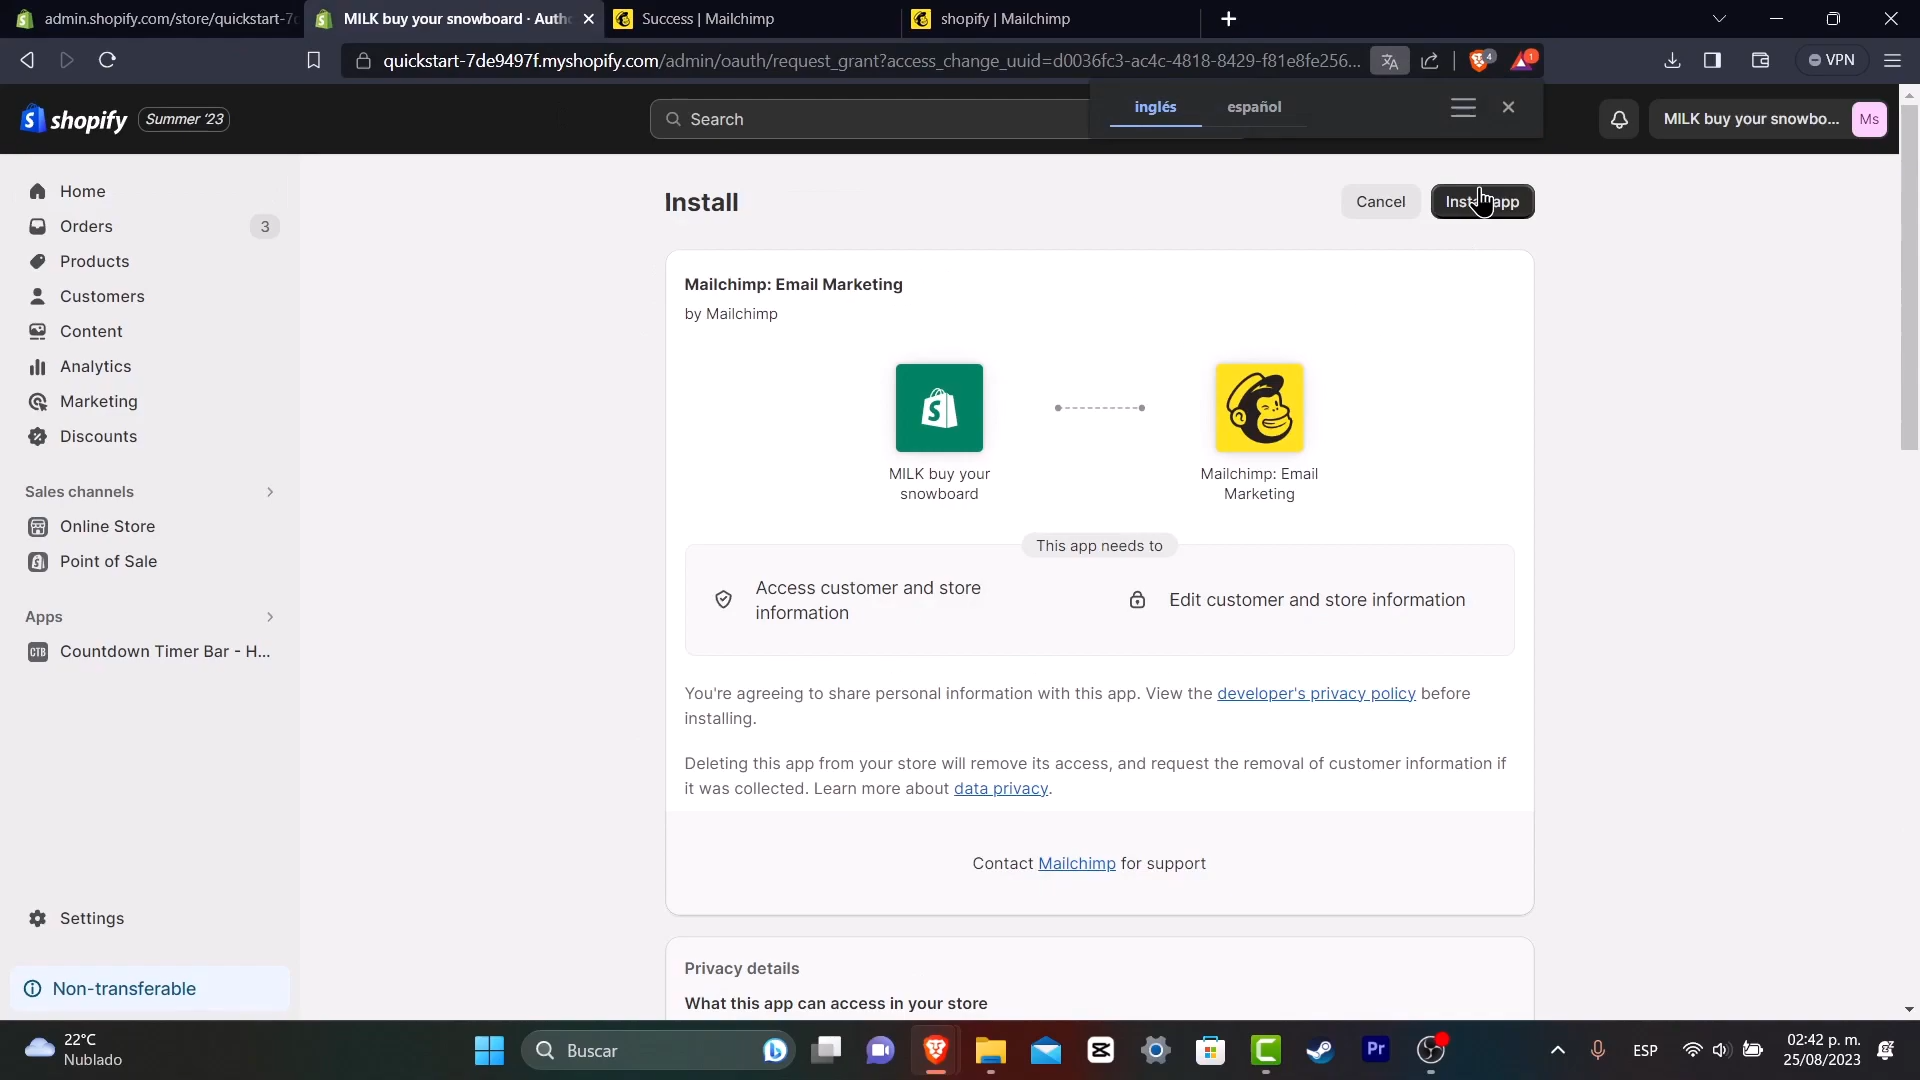 admin.shopify.com/store/quickstart-7
MILK buy your snowboard · Auth
Success | Mailchimp
shopify | Mailchimp
quickstart-7de9497f.myshopify.com/admin/oauth/request_grant?access_change_uuid=d0036fc3-ac4c-4818-8429-f81e8fe256...
4
1
VPN
shopify
Summer '23
Search
inglés
español
MILK buy your snowbo...
Ms
Home
Orders
3
Products
Customers
Content
Analytics
Marketing
Discounts
Sales channels
Online Store
Point of Sale
Apps
CTB
Countdown Timer Bar - H...
Settings
Non-transferable
Install
Cancel
Install app
Mailchimp: Email Marketing
by Mailchimp
MILK buy your
snowboard
Mailchimp: Email
Marketing
This app needs to
Access customer and store
information
Edit customer and store information
You're agreeing to share personal information with this app. View the developer's privacy policy before
installing.
Deleting this app from your store will remove its access, and request the removal of customer information if
it was collected. Learn more about data privacy.
Contact Mailchimp for support
Privacy details
What this app can access in your store
22°C
Nublado
Buscar
Pr
ESP
02:42 p. m.
25/08/2023